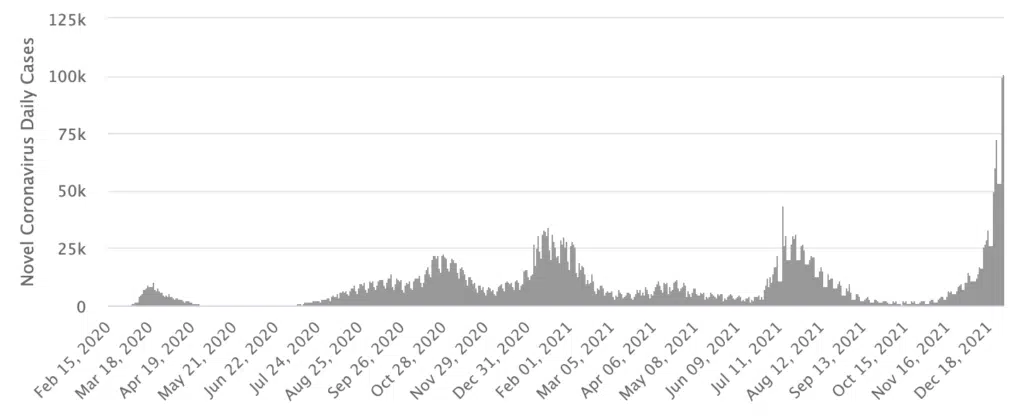 Novel Coronavirus Daily Cases
125k
100k
75k
50k
25k
0
Feb 15, 2020
Mar 18, 2020
Apr 19, 2020
May 21, 2020
Jun 22, 2020
Jul 24, 2020
Aug 25, 2020
Sep 26, 2020
Oct 28, 2020
Nov 29, 2020
Dec 31, 2020
Feb 01, 2021
Mar 05, 2021
Apr 06, 2021
May 08, 2021
Jun 09, 2021
Jul 11, 2021
Aug 12, 2021
Sep 13, 2021
Oct 15, 2021
Nov 16, 2021
Dec 18, 2021